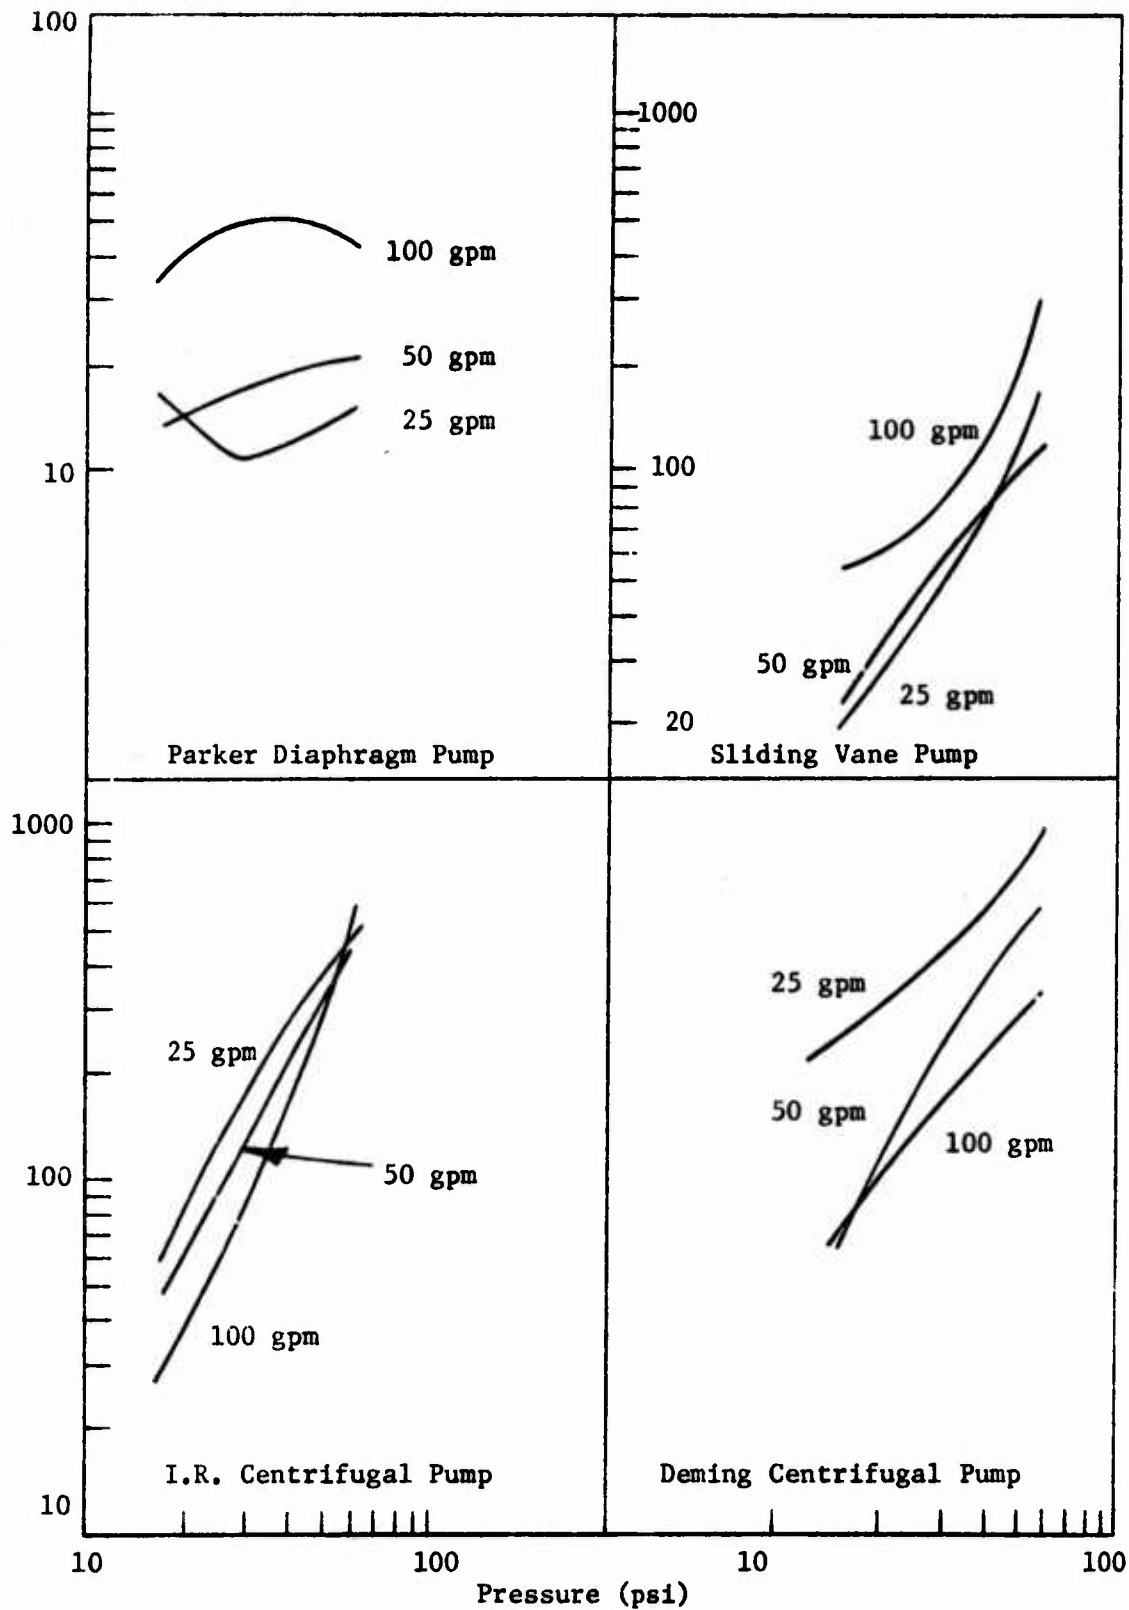 100
1000
100 gpm
50 gpm
25 gpm
100 gpm
10
100
50 gpm
25 gpm
20
Parker Diaphragm Pump
Sliding Vane Pump
1000
25 gpm
25 gpm
50 gpm
100 gpm
100
50 gpm
100 gpm
I.R. Centrifugal Pump
Deming Centrifugal Pump
10
10
100
10
100
Pressure (psi)